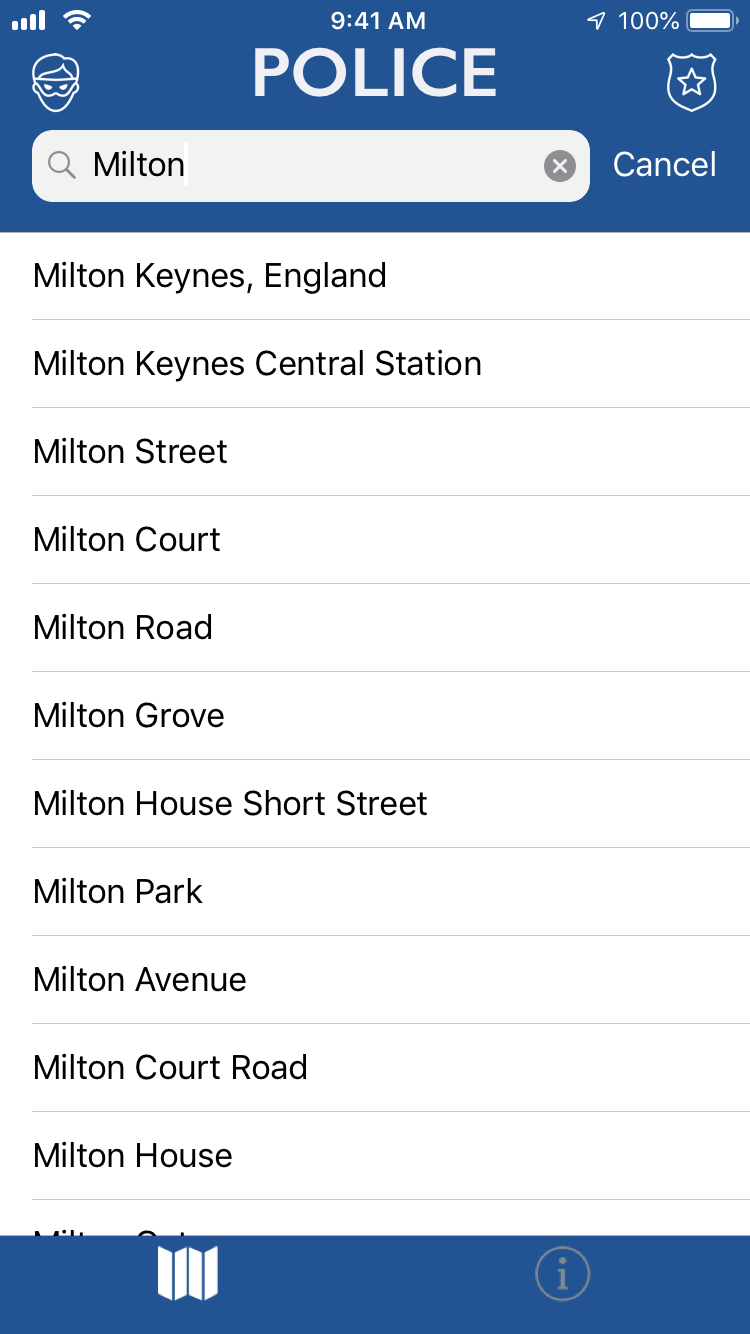 9:41 AM 100%
POLICE
Milton Cancel
Milton Keynes, England
Milton Keynes Central Station
Milton Street
Milton Court
Milton Road
Milton Grove
Milton House Short Street
Milton Park
Milton Avenue
Milton Court Road
Milton House
Milton